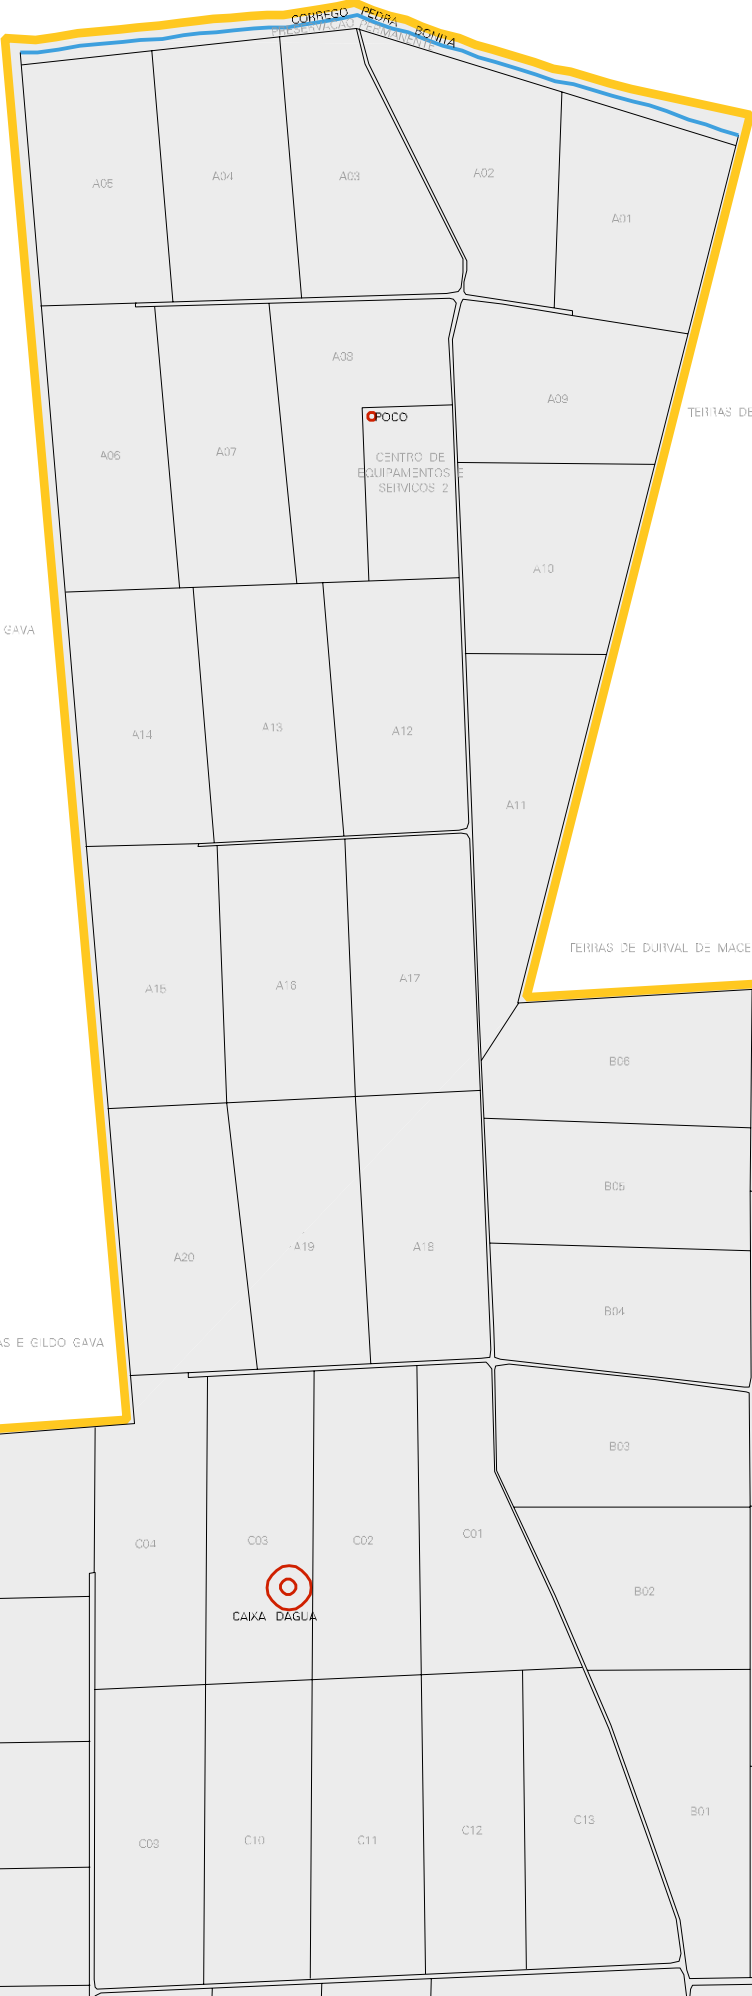 CORREGO PEDRA BONITA
PRESERVACAO PERMANENTE
A05
A04
A03
A02
A01
A06
A07
A08
POCO
CENTRO DE
EQUIPAMENTOS E
SERVICOS 2
A09
TERRAS DE
A10
GAVA
A14
A13
A12
A11
TERRAS DE DURVAL DE MACE
A15
A16
A17
B06
B05
A20
A19
A18
B04
AS E GILDO GAVA
B03
C04
C03
C02
C01
B02
CAIXA DAGUA
C09
C10
C11
C12
C13
B01